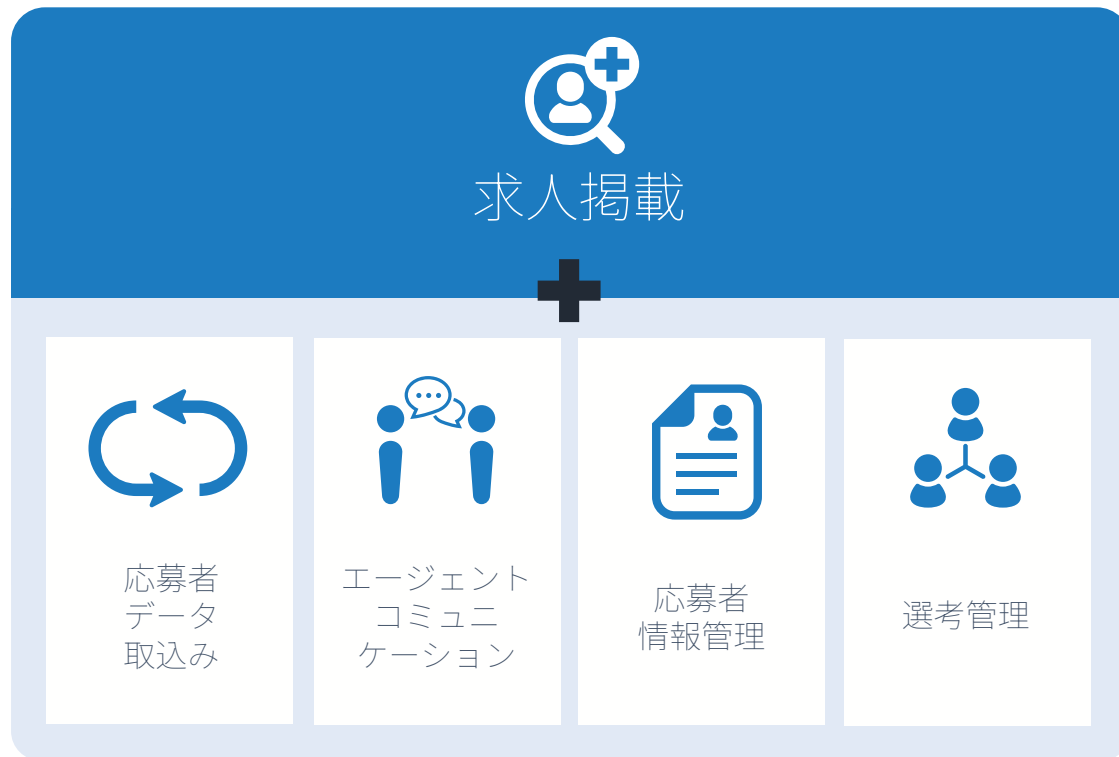 求人掲載
応募者
データ
取込み
エージェント
コミュニ
ケーション
応募者
情報管理
選考管理